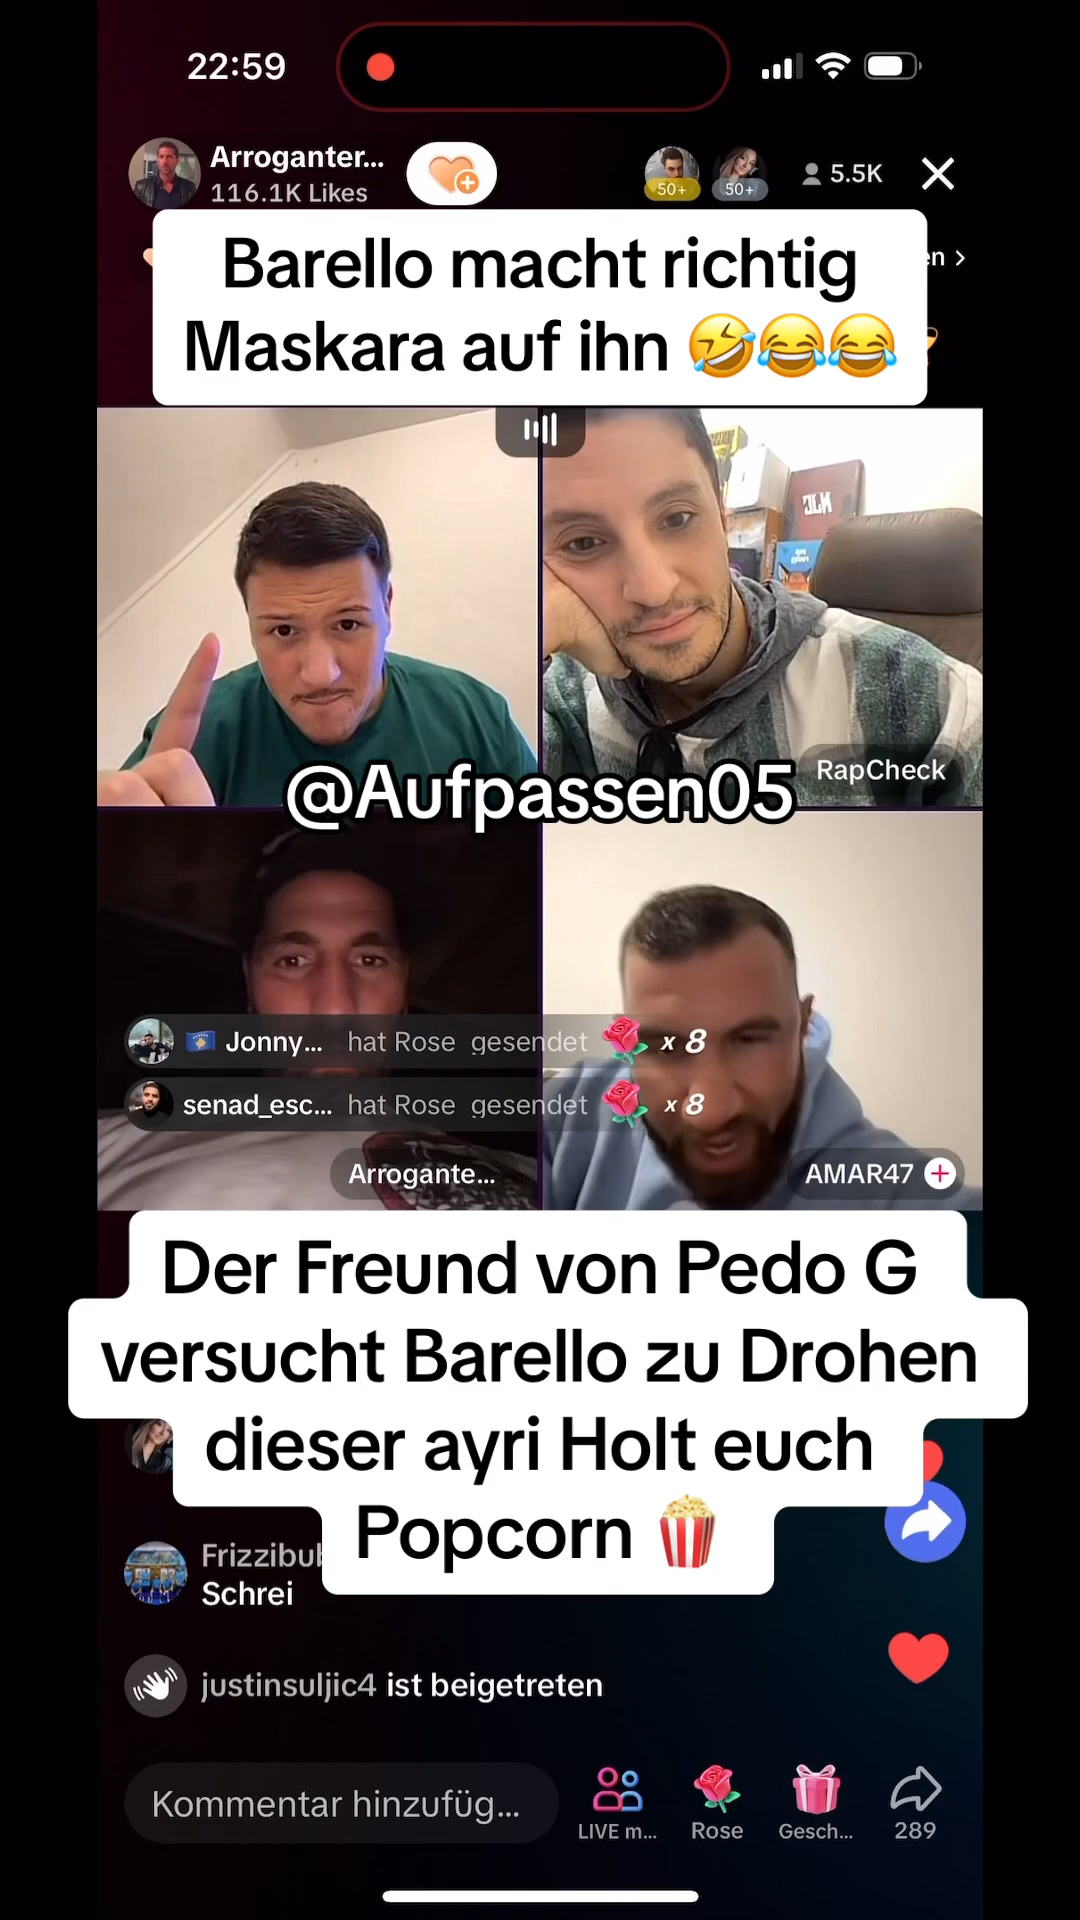 22:59
Arroganter...
116.1K Likes
50+
50+
5.5K
en >
Barello macht richtig
Maskara auf ihn 🤣😂😂
RapCheck
@Aufpassen05
Jonny... hat Rose gesendet x 8
senad_esc... hat Rose gesendet x 8
Arrogante...
AMAR47
Der Freund von Pedo G
versucht Barello zu Drohen
dieser ayri Holt euch
Popcorn 🍿
Frizzibu
Schrei
justinsuljic4 ist beigetreten
Kommentar hinzufüg...
LIVE m...
Rose
Gesch...
289